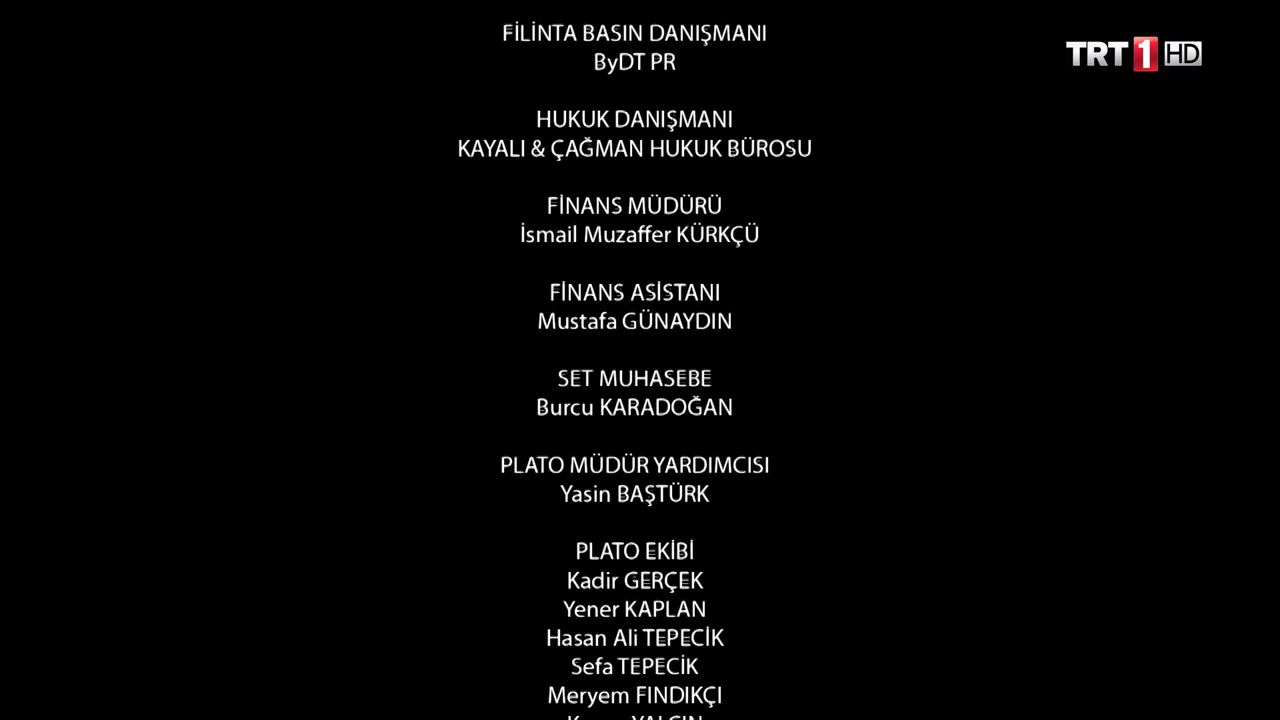 FİLİNTA BASIN DANIŞMANI
ByDT PR
TRT 1 HD
HUKUK DANIŞMANI
KAYALI & ÇAĞMAN HUKUK BÜROSU
FİNANS MÜDÜRÜ
İsmail Muzaffer KÜRKÇÜ
FİNANS ASİSTANI
Mustafa GÜNAYDIN
SET MUHASEBE
Burcu KARADOĞAN
PLATO MÜDÜR YARDIMCISI
Yasin BAŞTÜRK
PLATO EKİBİ
Kadir GERÇEK
Yener KAPLAN
Hasan Ali TEPECİK
Sefa TEPECİK
Meryem FINDIKÇI